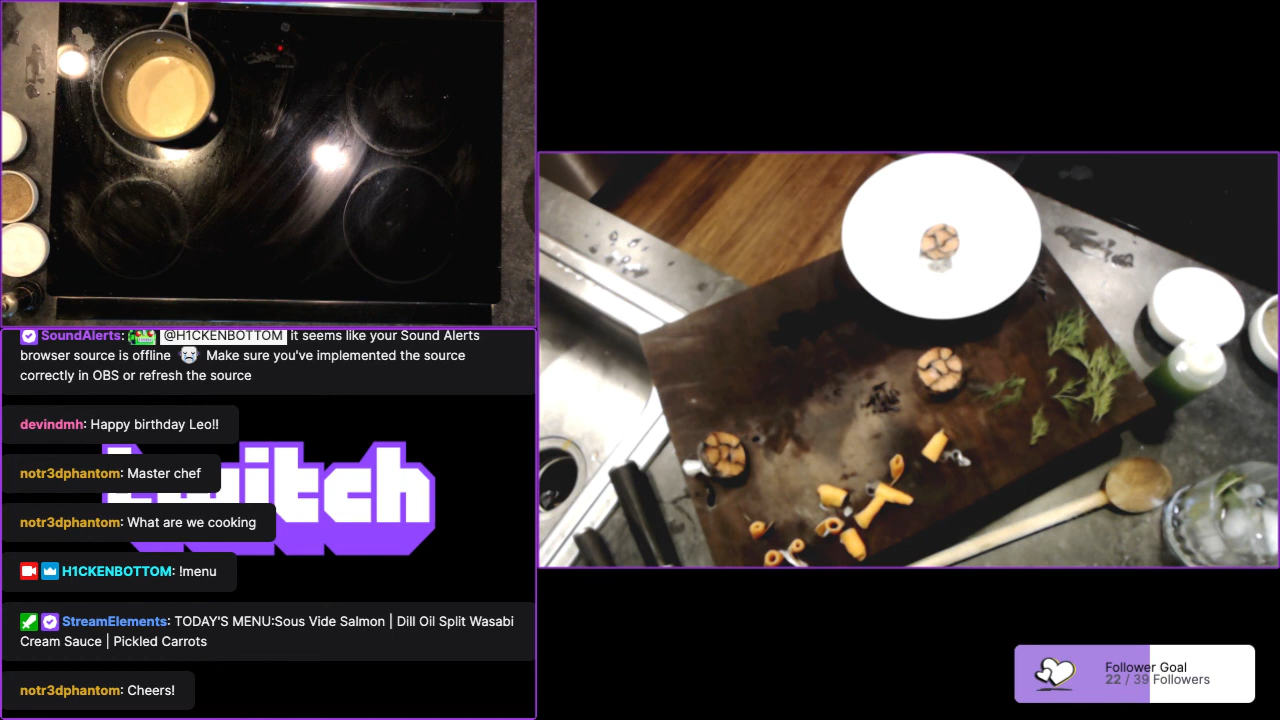 SoundAlerts: @H1CKENBOTTOM it seems like your Sound Alerts
browser source is offline Make sure you've implemented the source
correctly in OBS or refresh the source
devindmh: Happy birthday Leo!!
notr3dphantom: Master chef
twitch
notr3dphantom: What are we cooking
H1CKENBOTTOM: !menu
StreamElements: TODAY'S MENU:Sous Vide Salmon | Dill Oil Split Wasabi
Cream Sauce | Pickled Carrots
notr3dphantom: Cheers!
Follower Goal
22 / 39 Followers